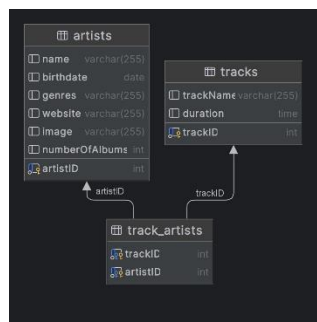 artists
name varchar(255)
birthdate date
genres varchar(255)
website varchar(255)
image varchar(255)
numberOfAlbums int
artistID int
tracks
trackName varchar(255)
duration time
trackID int
artistID
trackID
track_artists
trackID int
artistID int